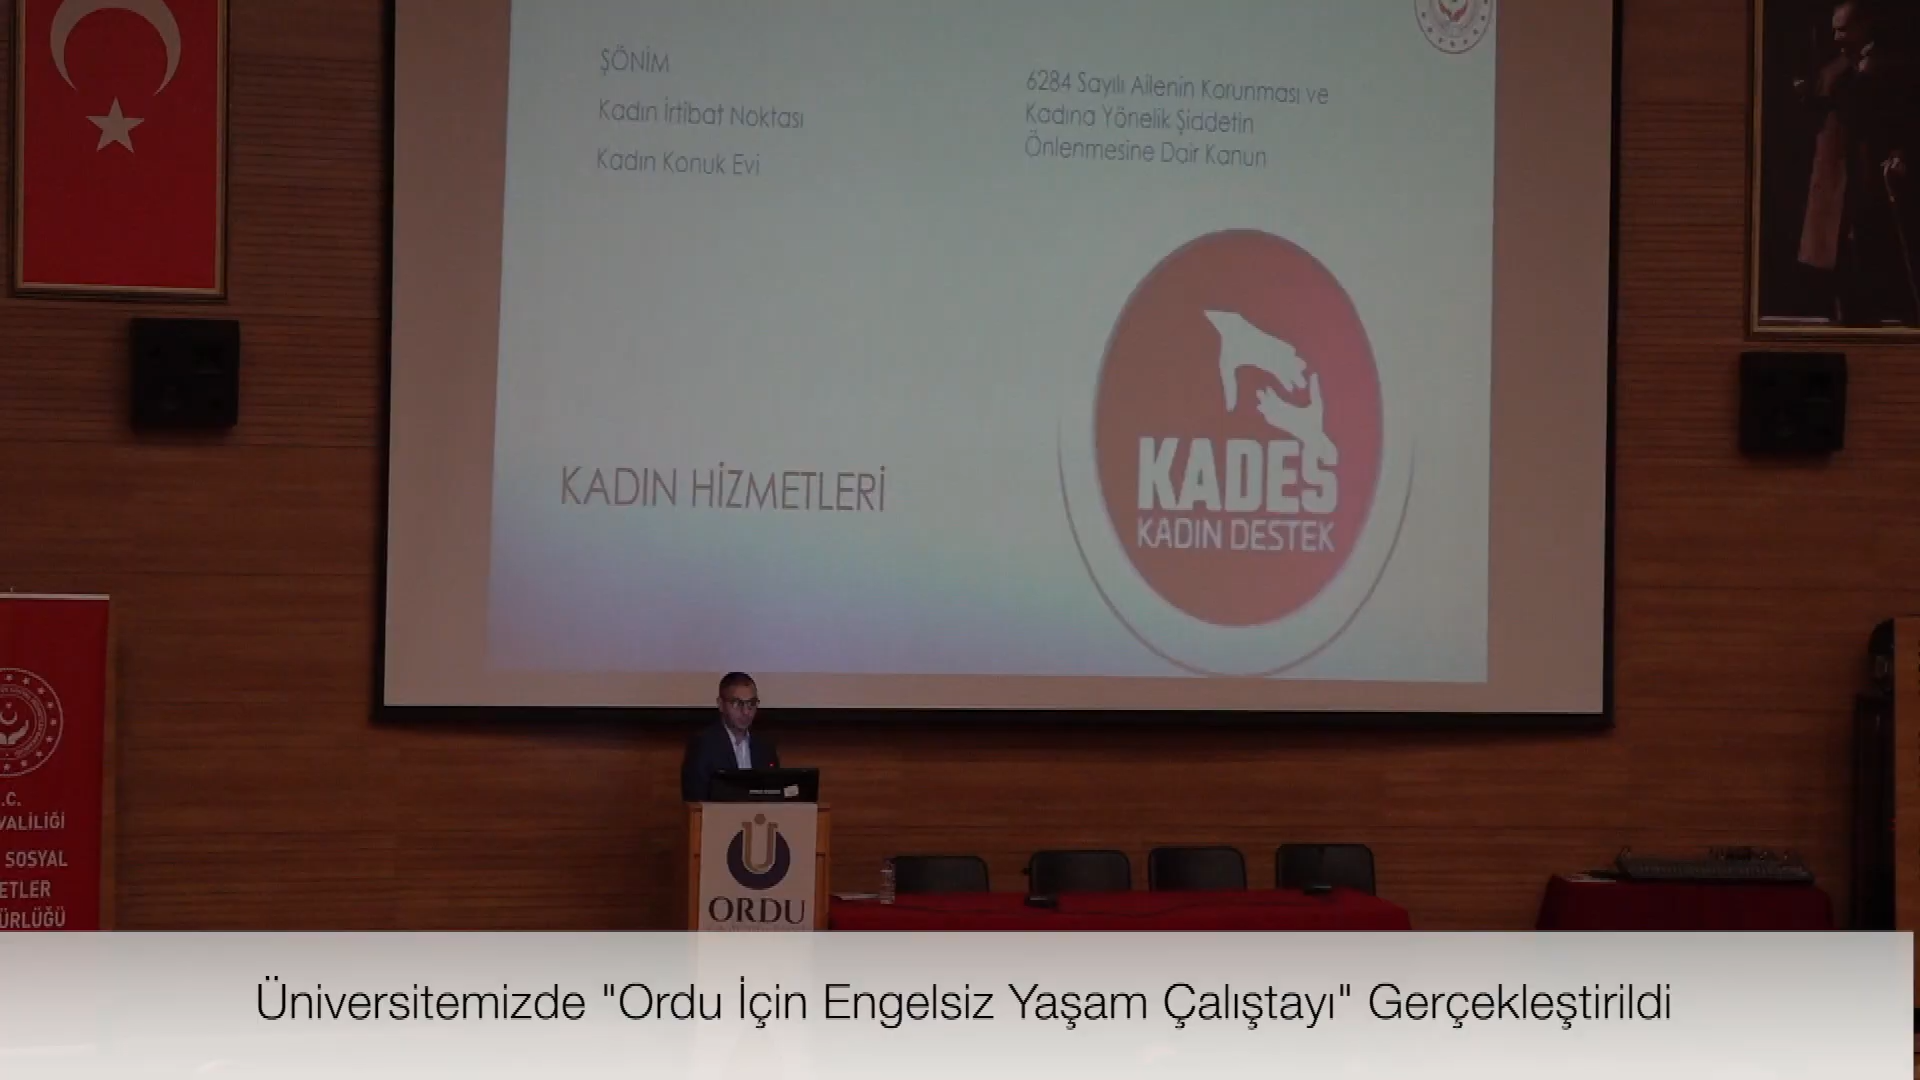 ŞÖNİM
Kadın İrtibat Noktası
Kadın Konuk Evi
6284 Sayılı Ailenin Korunması ve
Kadına Yönelik Şiddetin
Önlenmesine Dair Kanun
KADIN HİZMETLERİ
KADES
KADIN DESTEK
.C.
VALİLİĞİ
SOSYAL
ETLER
ÜRLÜĞÜ
ORDU
Üniversitemizde "Ordu İçin Engelsiz Yaşam Çalıştayı" Gerçekleştirildi